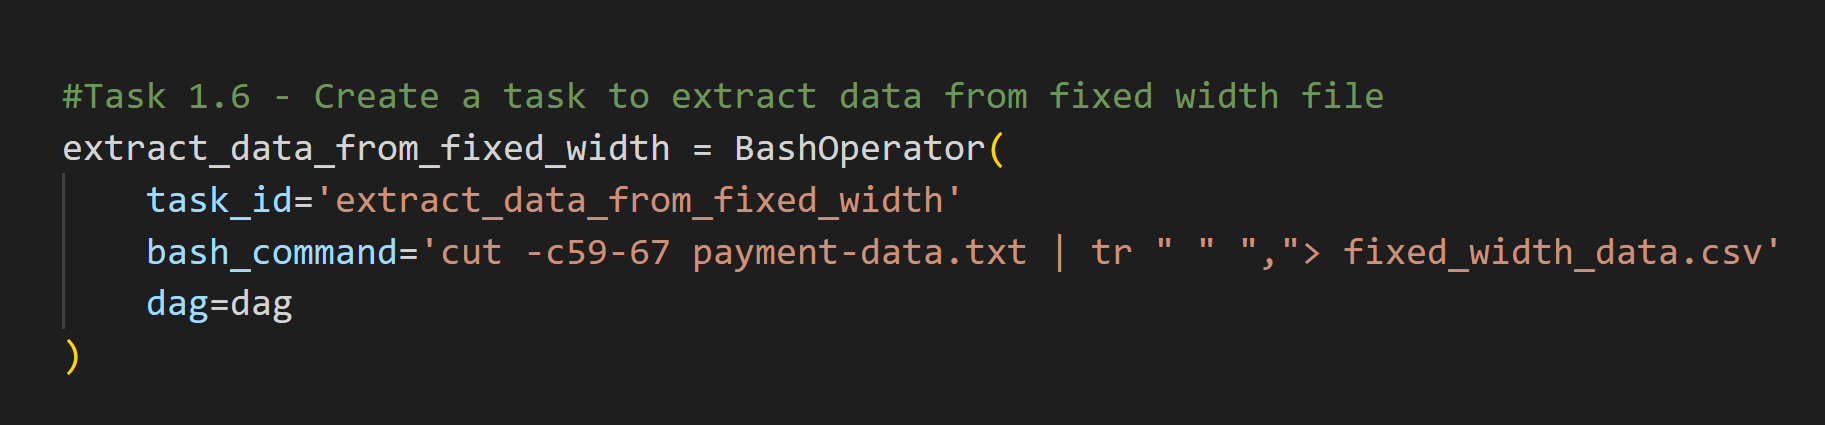 #Task 1.6 - Create a task to extract data from fixed width file
extract_data_from_fixed_width = BashOperator(
    task_id='extract_data_from_fixed_width'
    bash_command='cut -c59-67 payment-data.txt | tr " " ","> fixed_width_data.csv'
    dag=dag
)